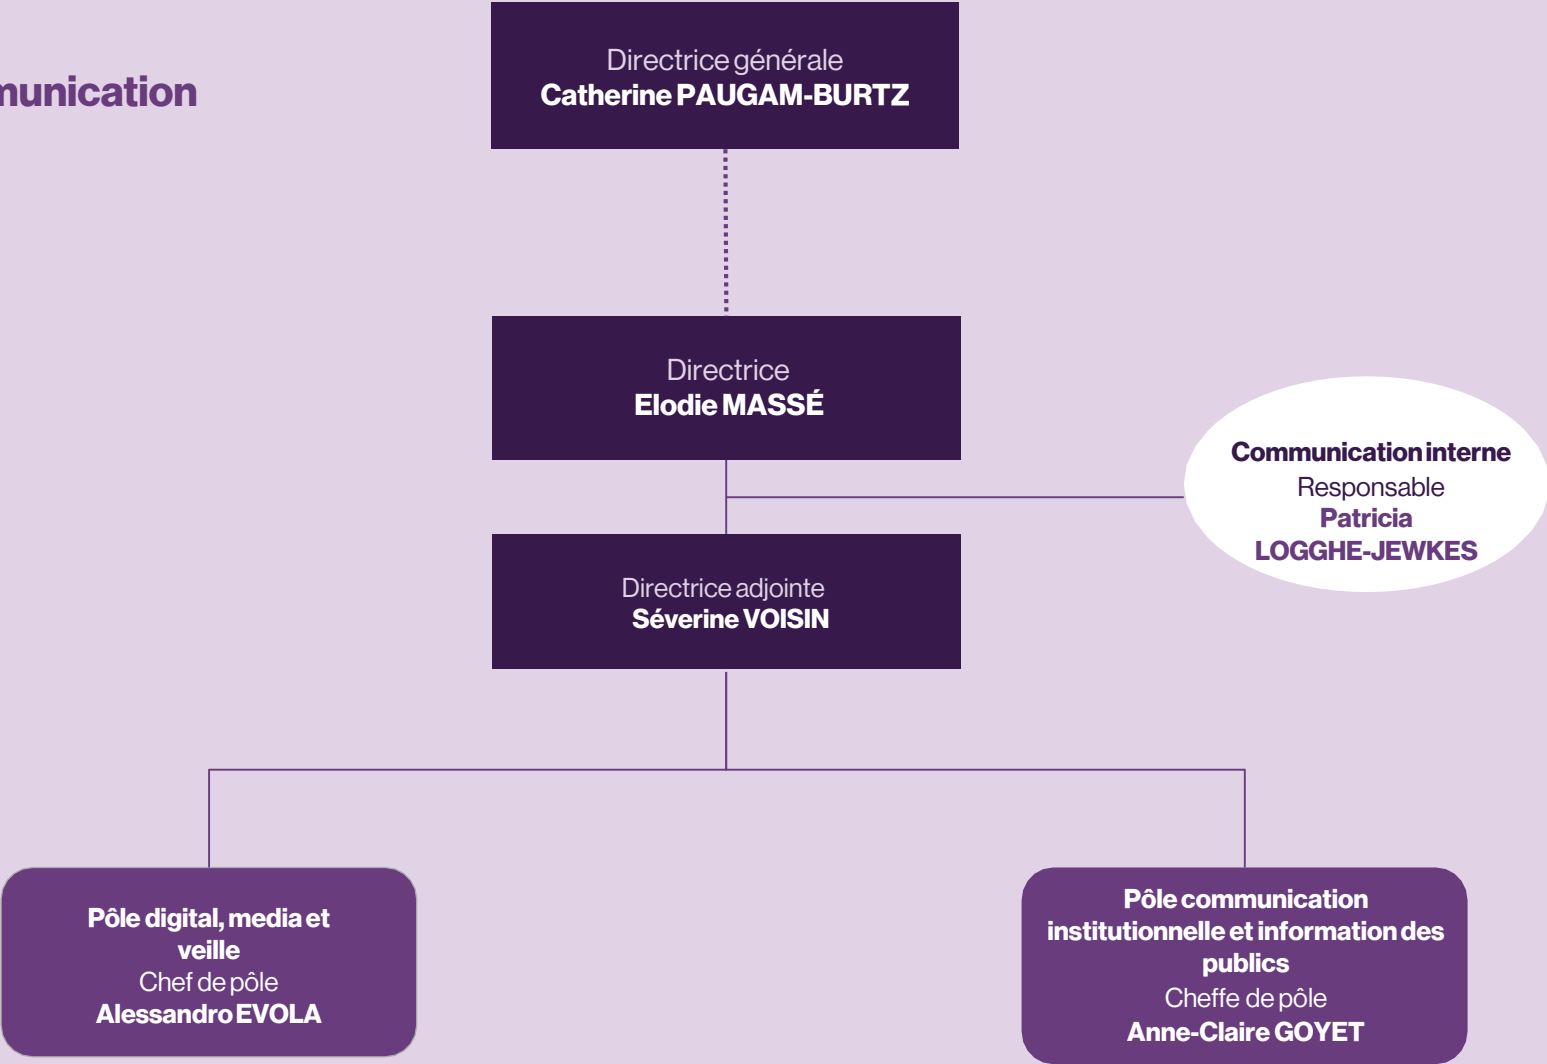 munication
Directrice générale
Catherine PAUGAM-BURTZ
Directrice
Elodie MASSÉ
Communication interne
Responsable
Patricia
LOGGHE-JEWKES
Directrice adjointe
Séverine VOISIN
Pôle digital, media et
veille
Chef de pôle
Alessandro EVOLA
Pôle communication
institutionnelle et information des
publics
Cheffe de pôle
Anne-Claire GOYET